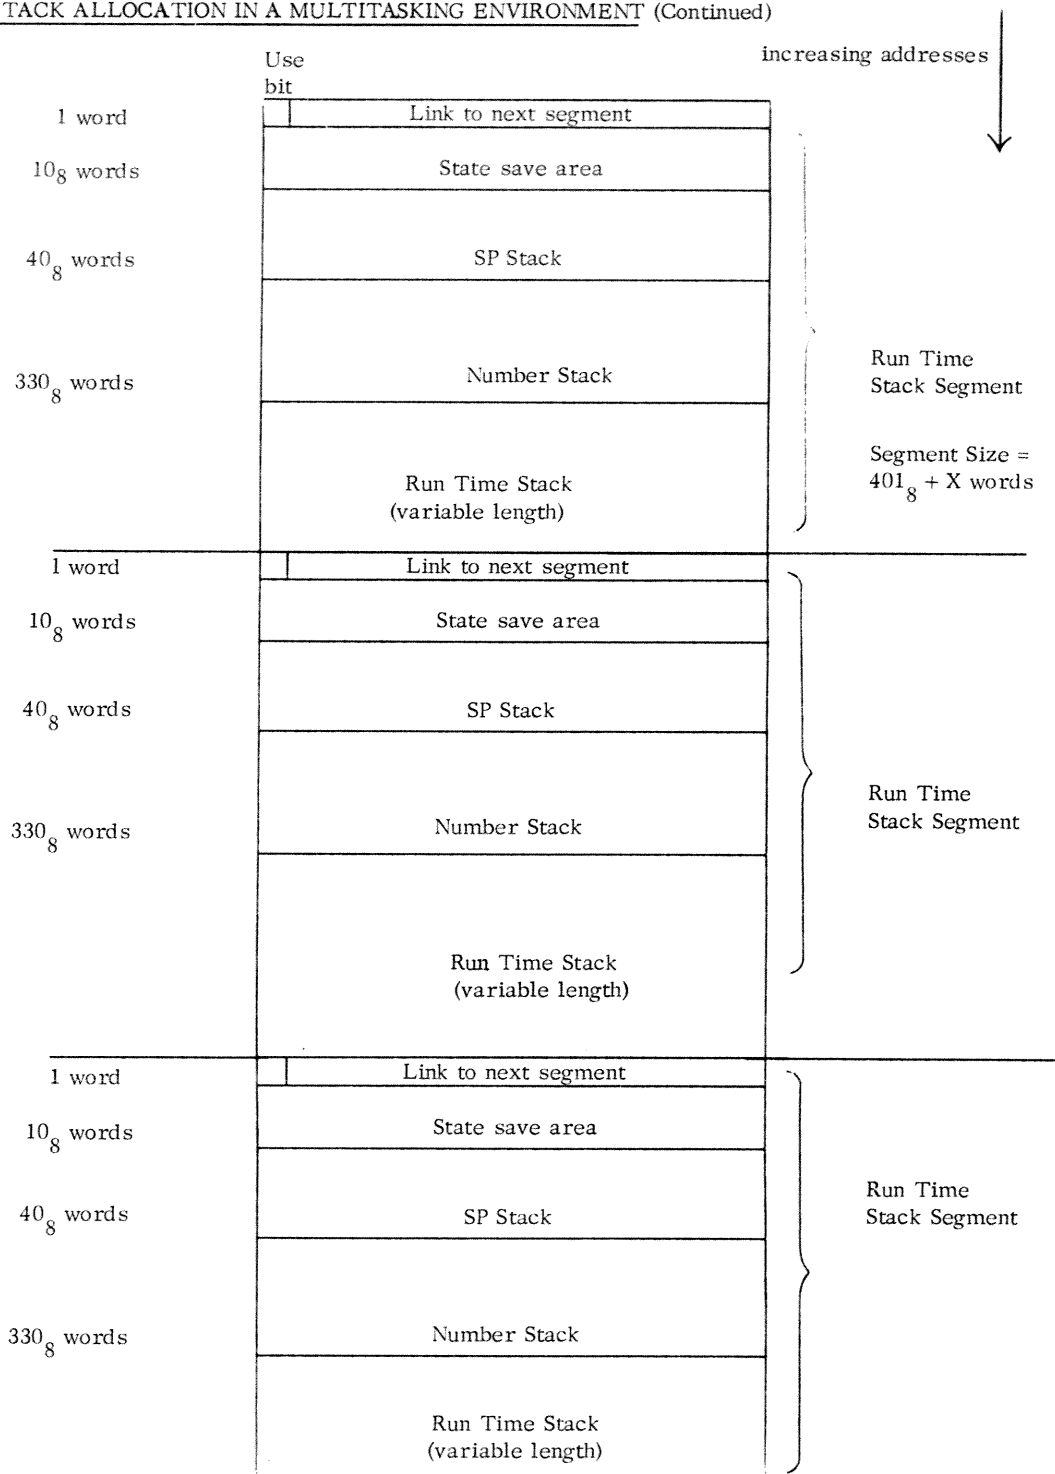 TACK ALLOCATION IN A MULTITASKING ENVIRONMENT (Continued)
increasing addresses
Use
bit
1 word
Link to next segment
10₈ words
State save area
40₈ words
SP Stack
330₈ words
Number Stack
Run Time
Stack Segment
Segment Size =
401₈ + X words
Run Time Stack
(variable length)
1 word
Link to next segment
10₈ words
State save area
40₈ words
SP Stack
330₈ words
Number Stack
Run Time
Stack Segment
Run Time Stack
(variable length)
1 word
Link to next segment
10₈ words
State save area
40₈ words
SP Stack
Run Time
Stack Segment
330₈ words
Number Stack
Run Time Stack
(variable length)